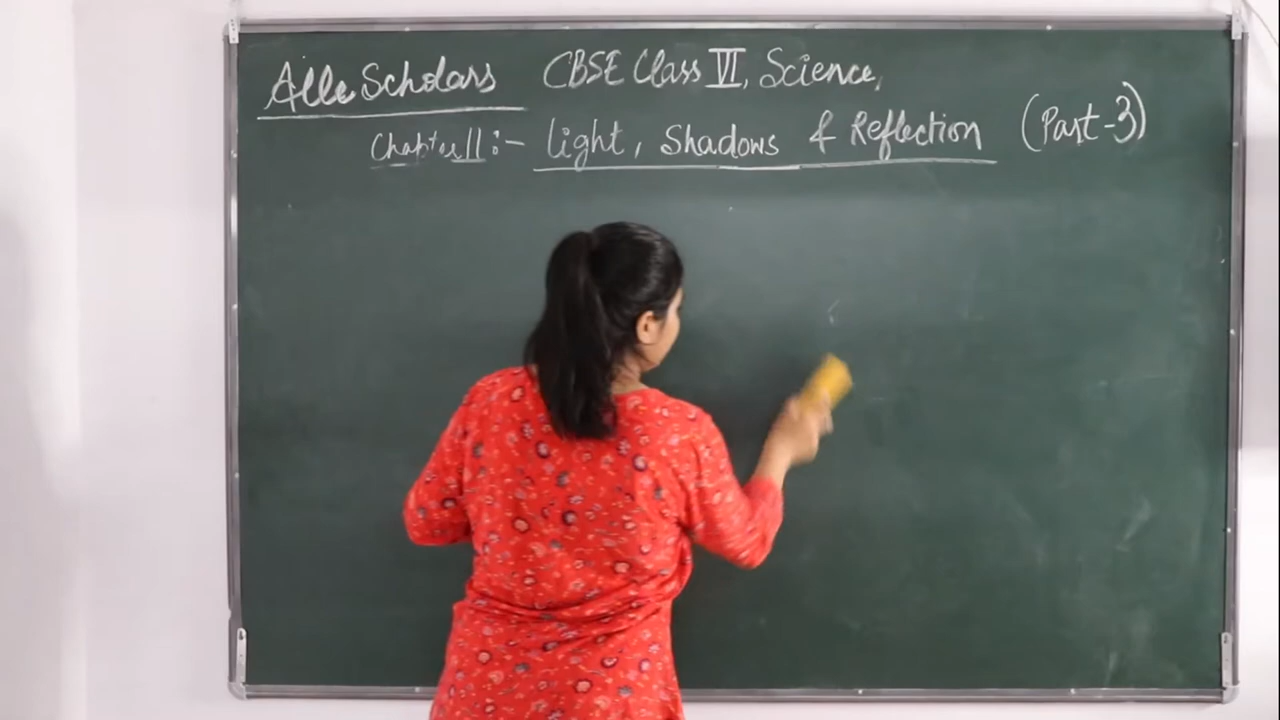 Alle Scholars CBSE Class VI, Science,
Chapter 11 :- Light, Shadows & Reflection (Part-3)